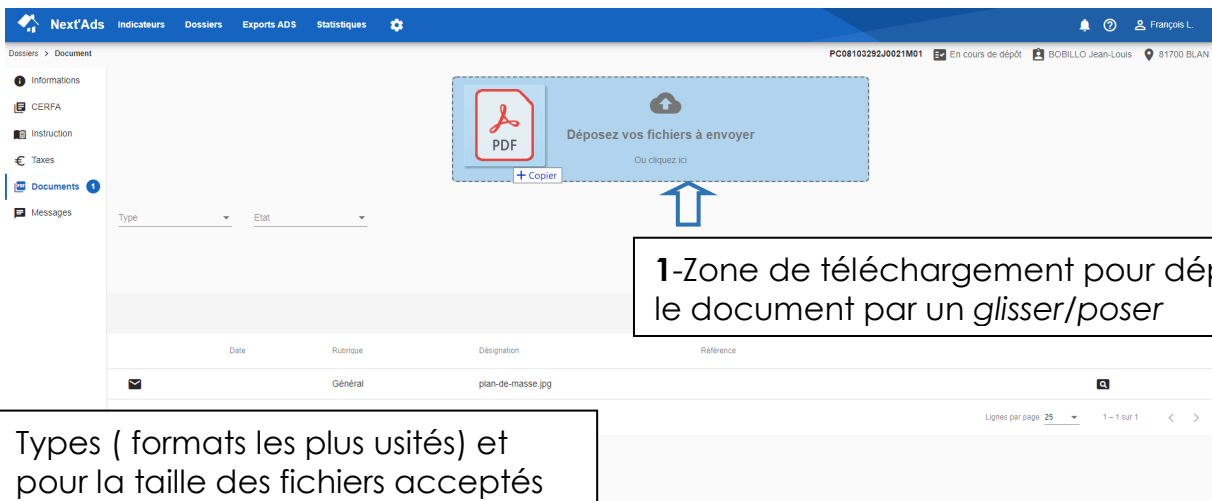 Next'Ads Indicateurs Dossiers Exports ADS Statistiques François L.
Dossiers > Document PC08103292J0021M01 En cours de dépôt BOBILLO Jean-Louis 81700 BLAN
Informations
CERFA
Instruction
Taxes
Documents 1
Messages
PDF
+ Copier
Déposez vos fichiers à envoyer
Ou cliquez ici
Type Etat
1-Zone de téléchargement pour dép
le document par un glisser/poser
Date Rubrique Désignation Référence
Général plan-de-masse.jpg
Lignes par page 25 1 – 1 sur 1
Types ( formats les plus usités) et
pour la taille des fichiers acceptés